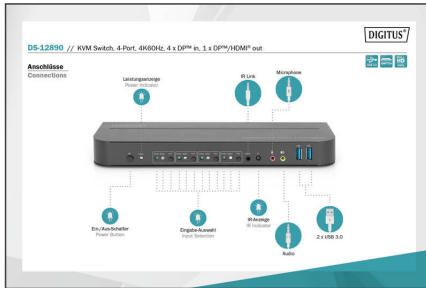 DIGITUS®
DS-12890 // KVM Switch, 4-Port, 4K60Hz, 4 x DP™ in, 1 x DP™/HDMI® out
Anschlüsse
Connections
Leistungsanzeige
Power Indicator
IR Link
Microphone
Ein-/Aus-Schalter
Power Button
Eingabe-Auswahl
Input Selection
IR-Anzeige
IR Indicator
Audio
2 x USB 3.0